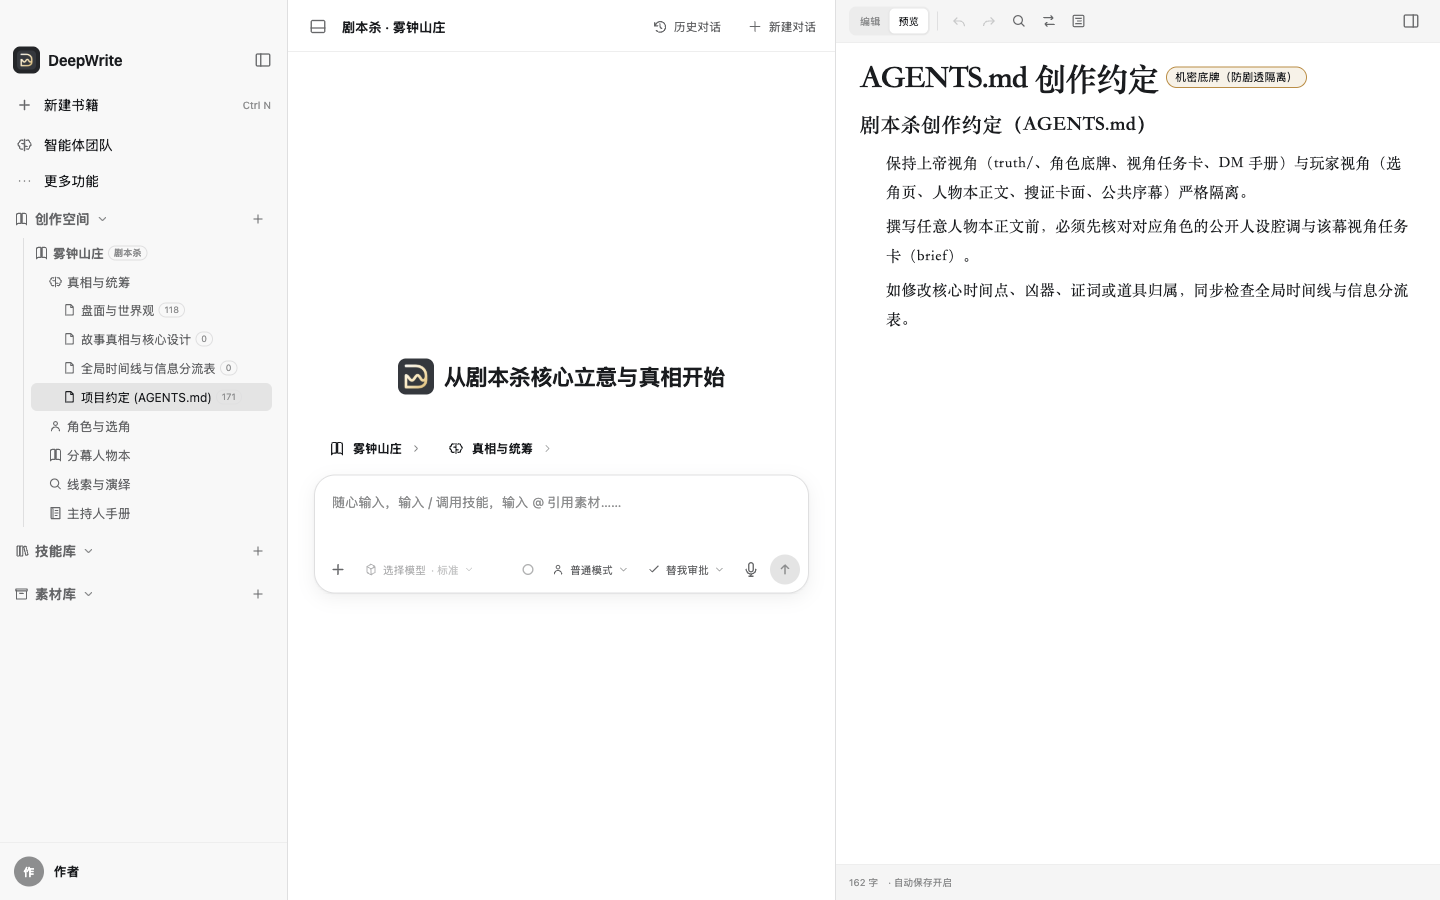 DeepWrite
新建书籍
Ctrl N
智能体团队
更多功能
创作空间
雾钟山庄 剧本杀
真相与统筹
盘面与世界观 118
故事真相与核心设计 0
全局时间线与信息分流表 0
项目约定 (AGENTS.md) 171
角色与选角
分幕人物本
线索与演绎
主持人手册
技能库
素材库
作 作者
剧本杀 · 雾钟山庄
历史对话
新建对话
从剧本杀核心立意与真相开始
雾钟山庄
真相与统筹
随心输入，输入 / 调用技能，输入 @ 引用素材......
选择模型 · 标准
普通模式
替我审批
编辑
预览
AGENTS.md 创作约定 机密底牌（防剧透隔离）
剧本杀创作约定（AGENTS.md）
保持上帝视角（truth/、角色底牌、视角任务卡、DM 手册）与玩家视角（选
角页、人物本正文、搜证卡面、公共序幕）严格隔离。
撰写任意人物本正文前，必须先核对对应角色的公开人设腔调与该幕视角任务
卡（brief）。
如修改核心时间点、凶器、证词或道具归属，同步检查全局时间线与信息分流
表。
162 字 · 自动保存开启